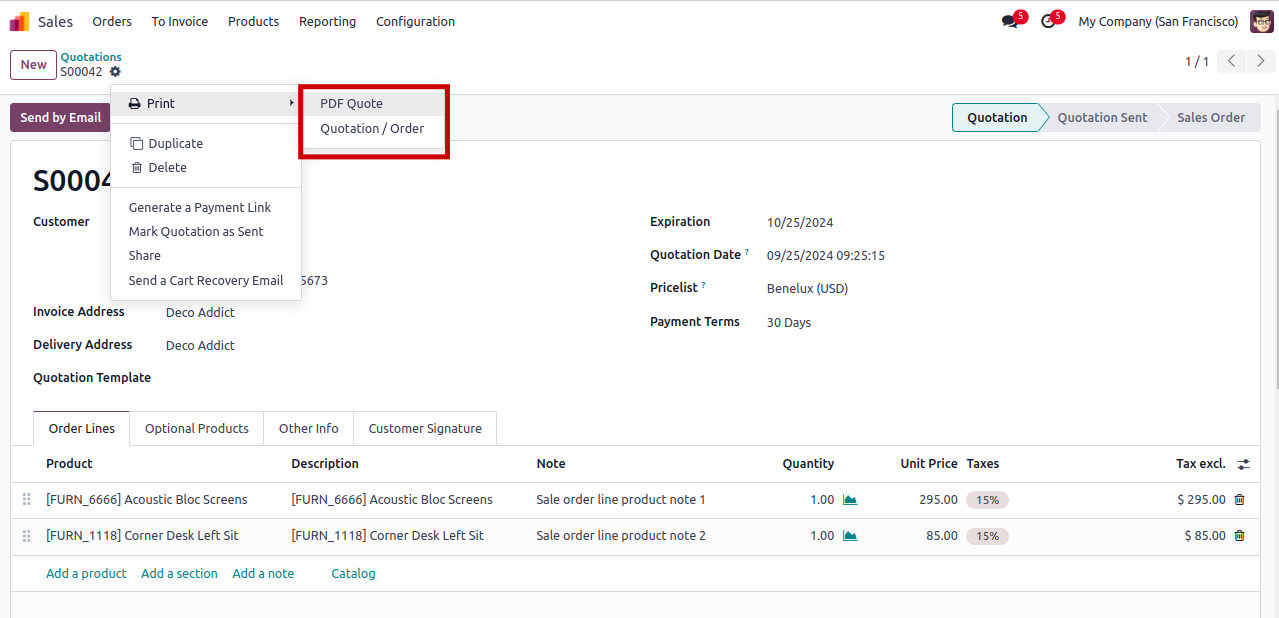 Sales Orders To Invoice Products Reporting Configuration 5 5 My Company (San Francisco)
New Quotations
S00042 1 / 1
Send by Email Print PDF Quote Quotation Quotation Sent Sales Order
Quotation / Order
Duplicate
Delete
S0004
Generate a Payment Link
Customer Mark Quotation as Sent Expiration 10/25/2024
Share Quotation Date ? 09/25/2024 09:25:15
Send a Cart Recovery Email 5673 Pricelist ? Benelux (USD)
Invoice Address Deco Addict Payment Terms 30 Days
Delivery Address Deco Addict
Quotation Template
Order Lines Optional Products Other Info Customer Signature
Product Description Note Quantity Unit Price Taxes Tax excl.
[FURN_6666] Acoustic Bloc Screens [FURN_6666] Acoustic Bloc Screens Sale order line product note 1 1.00 295.00 15% $ 295.00
[FURN_1118] Corner Desk Left Sit [FURN_1118] Corner Desk Left Sit Sale order line product note 2 1.00 85.00 15% $ 85.00
Add a product Add a section Add a note Catalog